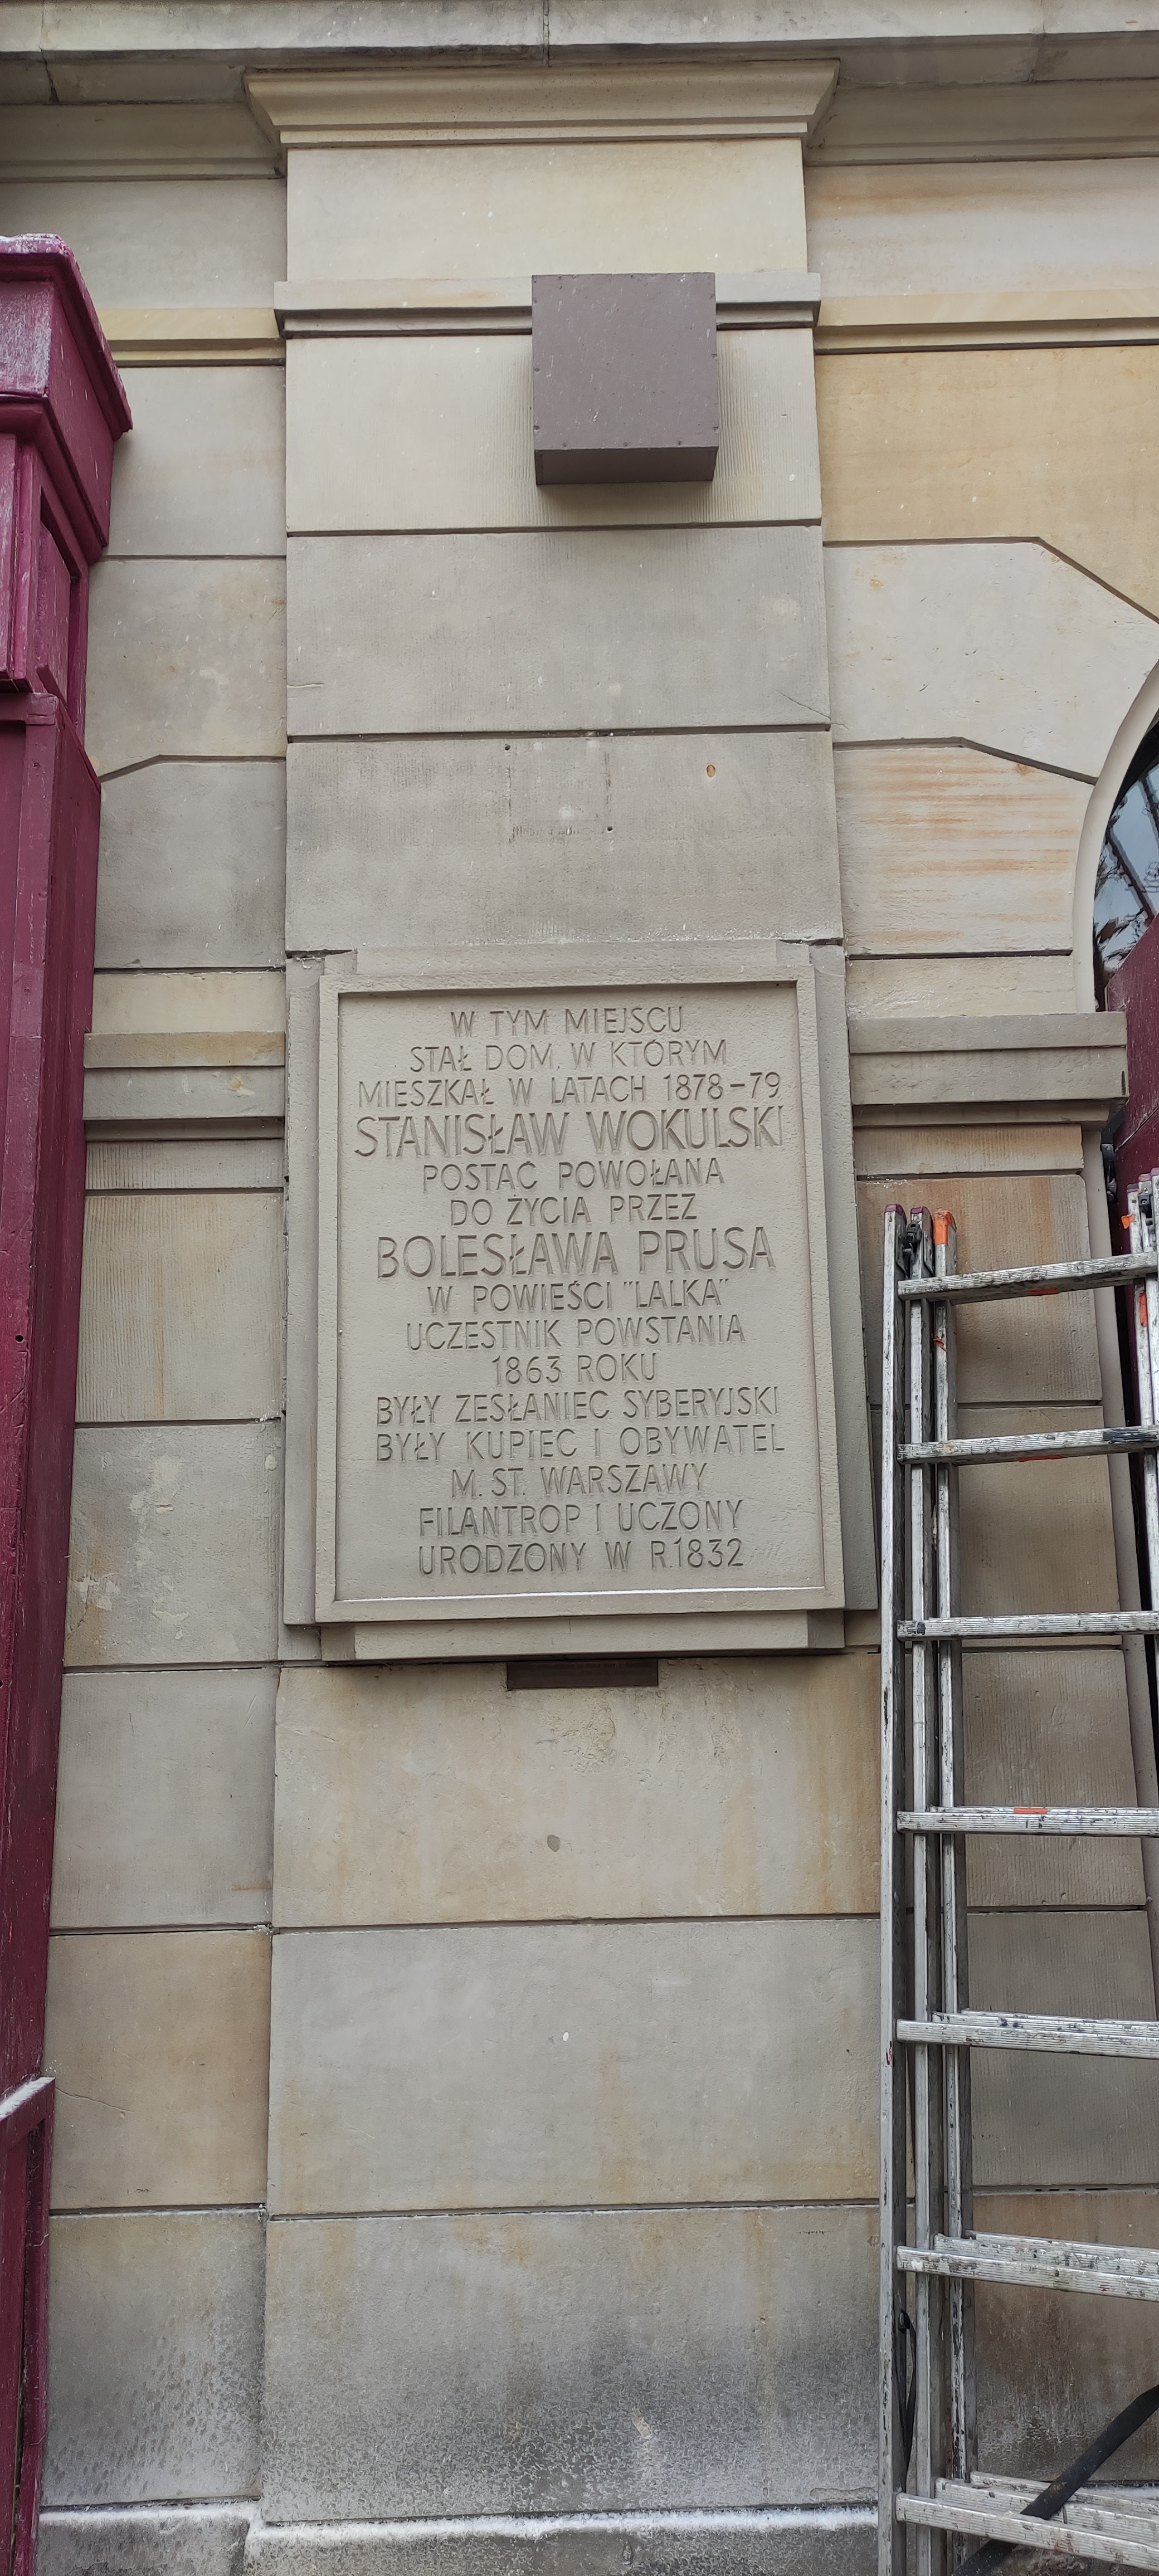 W TYM MIEJSCU
STAŁ DOM, W KTÓRYM
MIESZKAŁ W LATACH 1878-79
STANISŁAW WOKULSKI
POSTAĆ POWOŁANA
DO ŻYCIA PRZEZ
BOLESŁAWA PRUSA
W POWIEŚCI "LALKA"
UCZESTNIK POWSTANIA
1863 ROKU
BYŁY ZESŁANIEC SYBERYJSKI
BYŁY KUPIEC I OBYWATEL
M. ST. WARSZAWY
FILANTROP I UCZONY
URODZONY W R.1832